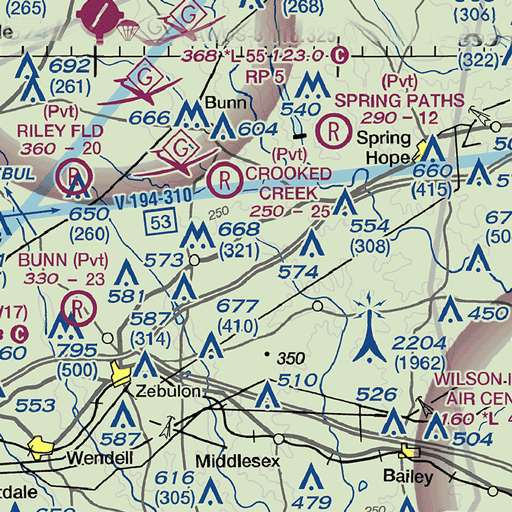 (265)
(268)
(306)
368 *L 55 123.0 C
RP 5
(322)
692
(261)
G
G
G
Bunn
666
604
540
(Pvt)
SPRING PATHS
290 - 12
R
Spring
Hope
660
(415)
(Pvt)
RILEY FLD
360 - 20
R
R
(Pvt)
CROOKED
CREEK
250 - 25
V 194-310
53
250
650
(260)
668
(321)
554
(308)
574
BUNN (Pvt)
330 - 23
R
573
581
587
(314)
677
(410)
450
2204
(1962)
C
795
(500)
350
510
Zebulon
553
587
526
504
WILSON-I
AIR CEN
160 *L 4
Wendell
Middlesex
Bailey
616
(305)
479